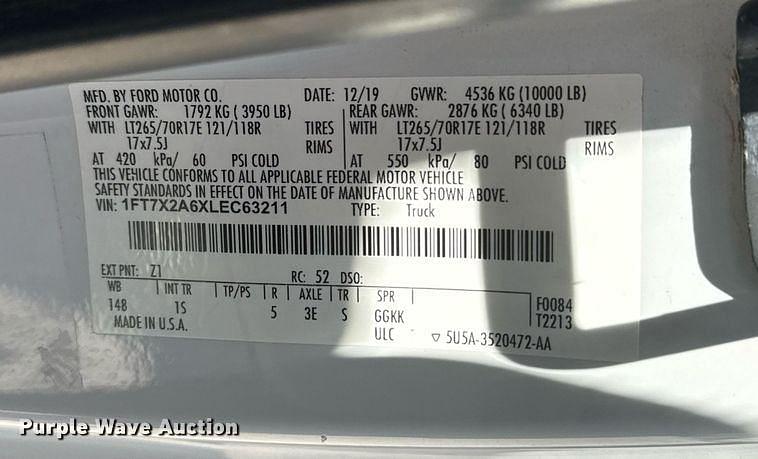 MFD. BY FORD MOTOR CO. DATE: 12/19 GVWR: 4536 KG (10000 LB)
FRONT GAWR: 1792 KG ( 3950 LB) REAR GAWR: 2876 KG ( 6340 LB)
WITH LT265/70R17E 121/118R TIRES WITH LT265/70R17E 121/118R TIRES
17x7.5J RIMS 17x7.5J RIMS
AT 420 kPa/ 60 PSI COLD AT 550 kPa/ 80 PSI COLD
THIS VEHICLE CONFORMS TO ALL APPLICABLE FEDERAL MOTOR VEHICLE
SAFETY STANDARDS IN EFFECT ON THE DATE OF MANUFACTURE SHOWN ABOVE.
VIN: 1FT7X2A6XLEC63211 TYPE: Truck
EXT PNT: Z1 RC: 52 DSO:
WB INT TR TP/PS R AXLE TR SPR F0084
148 1S 5 3E S GGKK T2213
MADE IN U.S.A. ULC ▽ 5U5A-3520472-AA
Purple Wave Auction